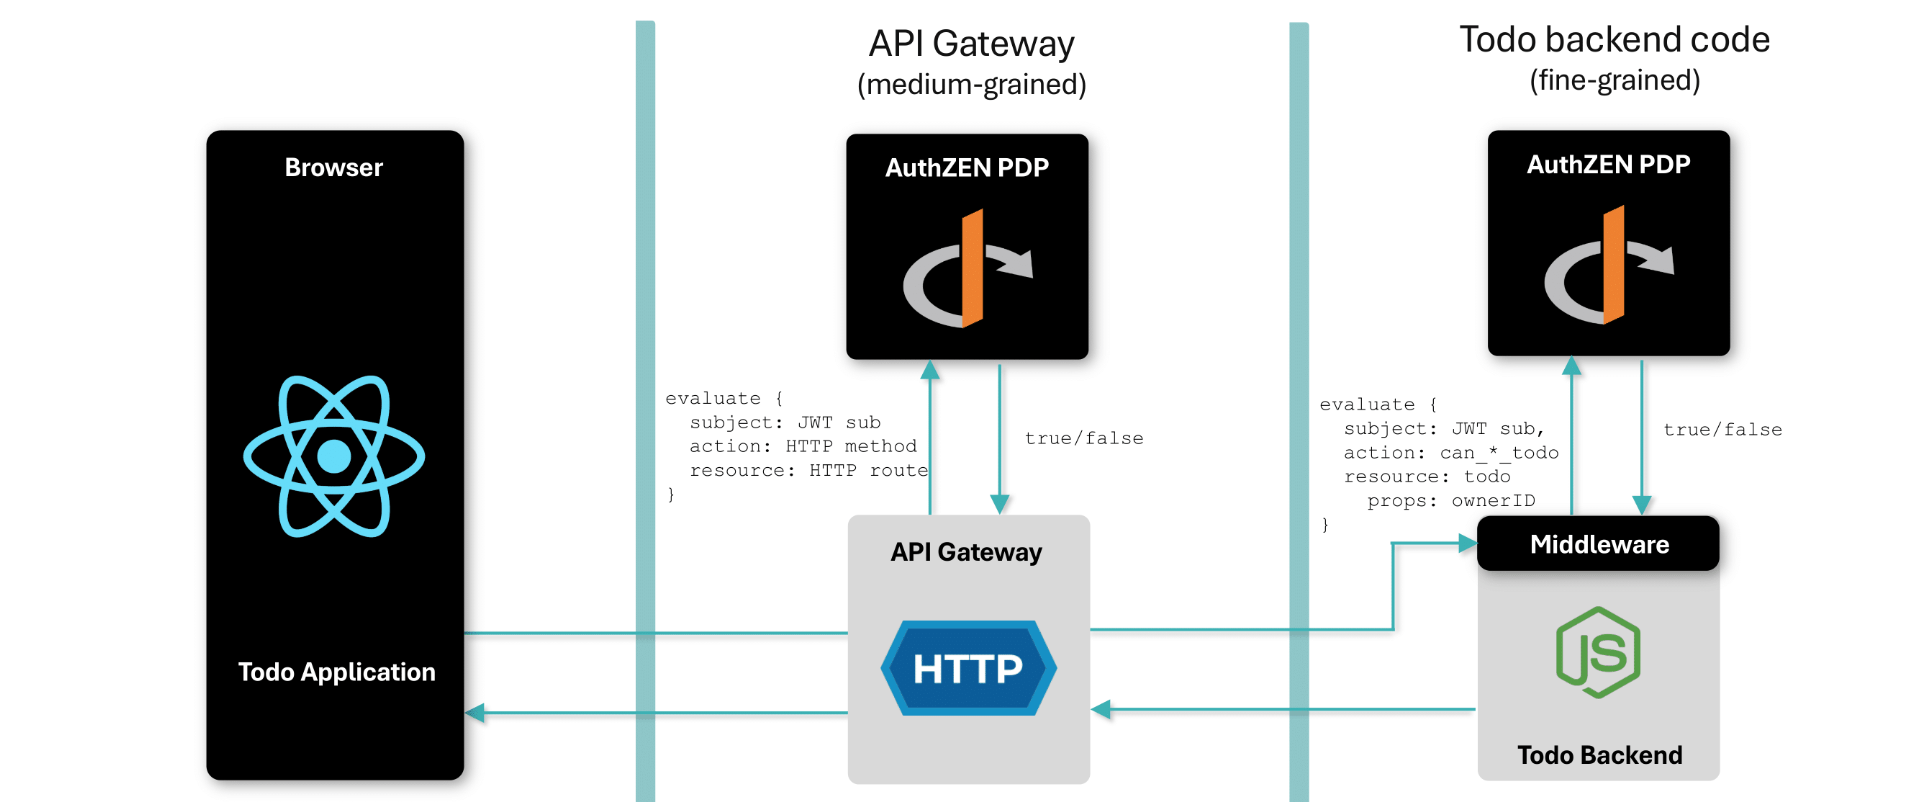 API Gateway
(medium-grained)
Todo backend code
(fine-grained)
Browser
Todo Application
AuthZEN PDP
evaluate {
subject: JWT sub
action: HTTP method
resource: HTTP route
}
true/false
API Gateway
HTTP
AuthZEN PDP
evaluate {
subject: JWT sub,
action: can_*_todo
resource: todo
props: ownerID
}
true/false
Middleware
JS
Todo Backend